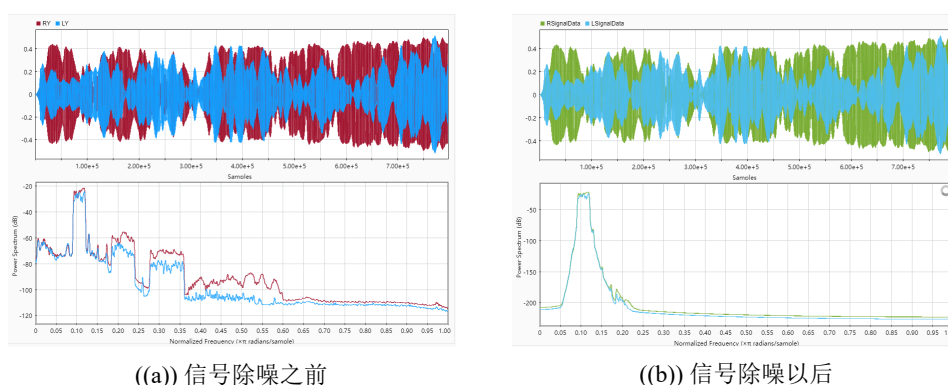 RY LY
0.4
0.2
0
-0.2
-0.4
1.00e+5 2.00e+5 3.00e+5 4.00e+5 5.00e+5 6.00e+5 7.00e+5
Samples
-20
-40
-60
-80
-100
-120
Power Spectrum (dB)
0 0.05 0.10 0.15 0.20 0.25 0.30 0.35 0.40 0.45 0.50 0.55 0.60 0.65 0.70 0.75 0.80 0.85 0.90 0.95 1.00
Normalized Frequency (×π radians/sample)
((a)) 信号除噪之前
RSignalData LSignalData
0.4
0.2
0
-0.2
-0.4
1.00e+5 2.00e+5 3.00e+5 4.00e+5 5.00e+5 6.00e+5 7.00e+5
Samples
-50
-100
-150
-200
Power Spectrum (dB)
0 0.05 0.10 0.15 0.20 0.25 0.30 0.35 0.40 0.45 0.50 0.55 0.60 0.65 0.70 0.75 0.80 0.85 0.90 0.95
Normalized Frequency (×π radians/sample)
((b)) 信号除噪以后